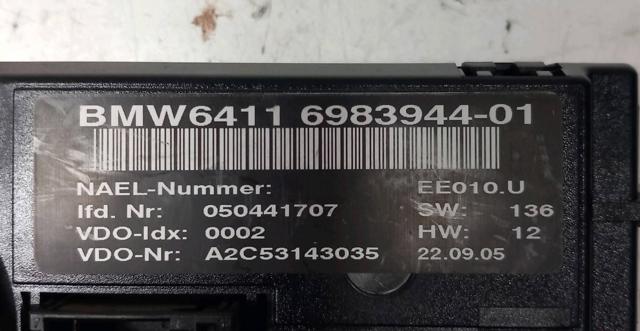 BMW6411 6983944-01
NAEL-Nummer: EE010.U
lfd. Nr: 050441707 SW: 136
VDO-Idx: 0002 HW: 12
VDO-Nr: A2C53143035 22.09.05